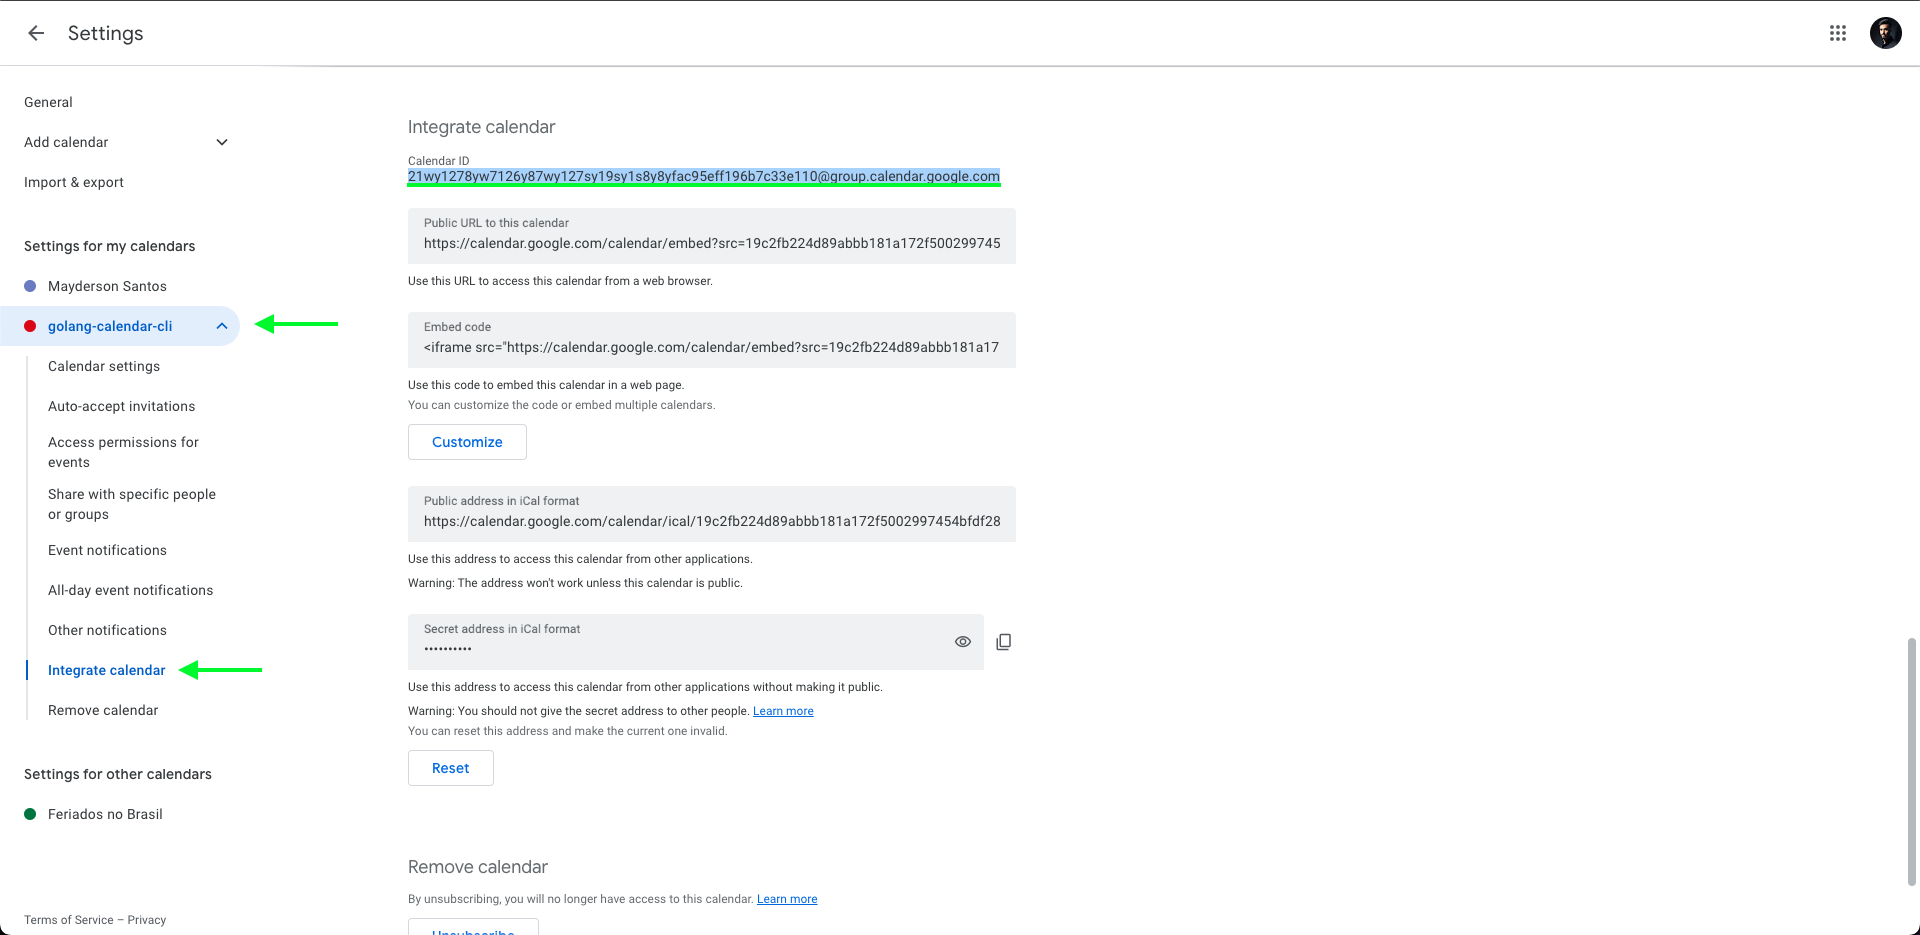 Settings
General
Add calendar
Import & export
Settings for my calendars
Mayderson Santos
golang-calendar-cli
Calendar settings
Auto-accept invitations
Access permissions for
events
Share with specific people
or groups
Event notifications
All-day event notifications
Other notifications
Integrate calendar
Remove calendar
Settings for other calendars
Feriados no Brasil
Terms of Service – Privacy
Integrate calendar
Calendar ID
21wy1278yw7126y87wy127sy19sy1s8y8yfac95eff196b7c33e110@group.calendar.google.com
Public URL to this calendar
https://calendar.google.com/calendar/embed?src=19c2fb224d89abbb181a172f500299745
Use this URL to access this calendar from a web browser.
Embed code
<iframe src="https://calendar.google.com/calendar/embed?src=19c2fb224d89abbb181a17
Use this code to embed this calendar in a web page.
You can customize the code or embed multiple calendars.
Customize
Public address in iCal format
https://calendar.google.com/calendar/ical/19c2fb224d89abbb181a172f5002997454bfdf28
Use this address to access this calendar from other applications.
Warning: The address won't work unless this calendar is public.
Secret address in iCal format
••••••••••
Use this address to access this calendar from other applications without making it public.
Warning: You should not give the secret address to other people. Learn more
You can reset this address and make the current one invalid.
Reset
Remove calendar
By unsubscribing, you will no longer have access to this calendar. Learn more
Unsubscribe